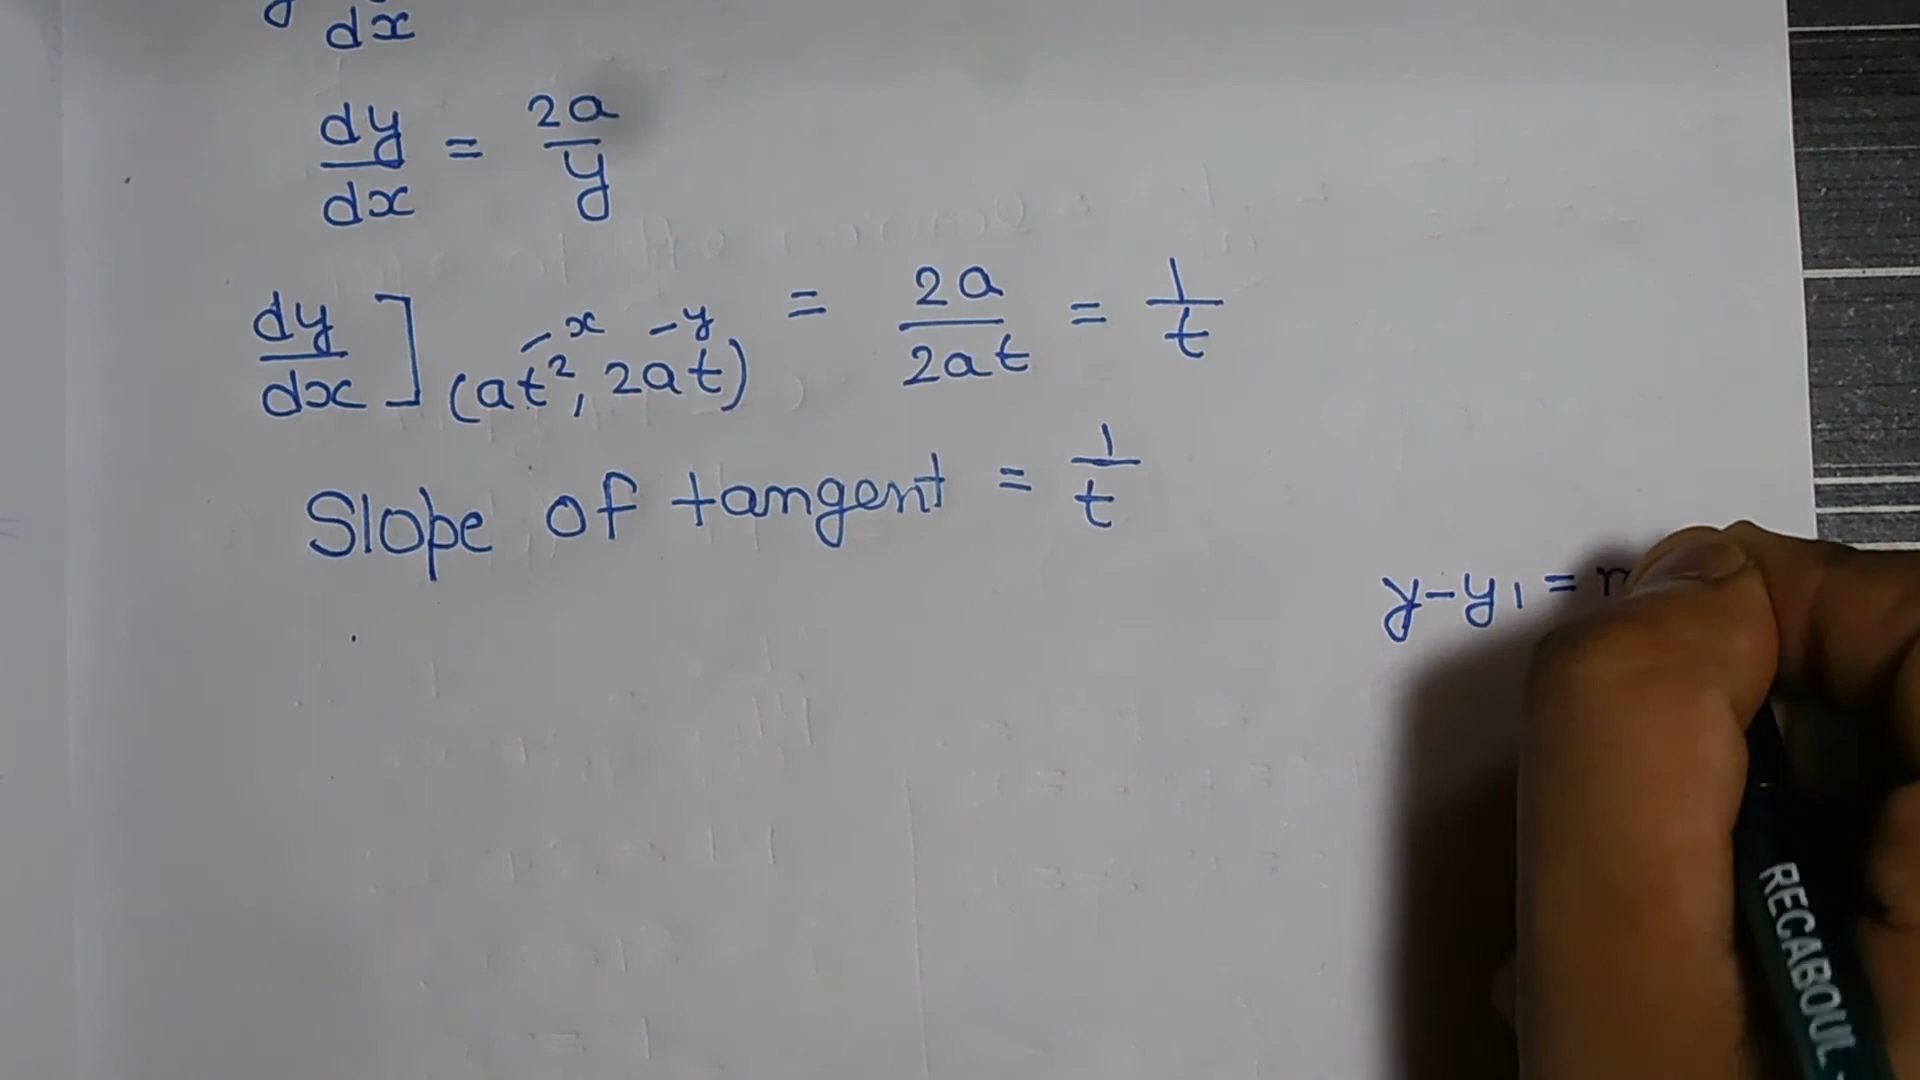 dx
dy/dx = 2a/y
dy/dx](at², 2at) = 2a/2at = 1/t
-x -y
Slope of tangent = 1/t
y-y1 =
RECABOUL